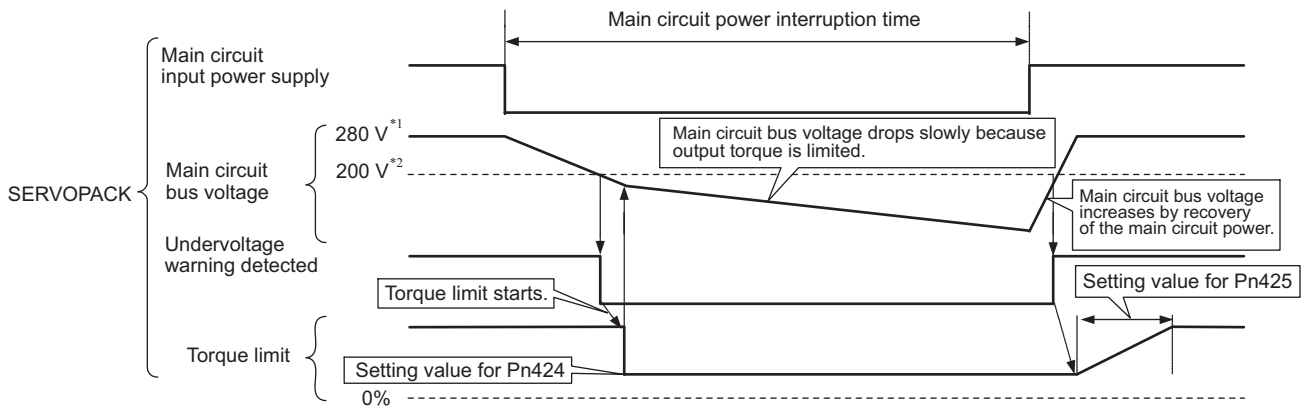 Main circuit power interruption time
Main circuit
input power supply
280 V*1
Main circuit bus voltage drops slowly because
output torque is limited.
200 V*2
Main circuit
bus voltage
SERVOPACK
Main circuit bus voltage
increases by recovery
of the main circuit power.
Undervoltage
warning detected
Setting value for Pn425
Torque limit starts.
Torque limit
Setting value for Pn424
0%